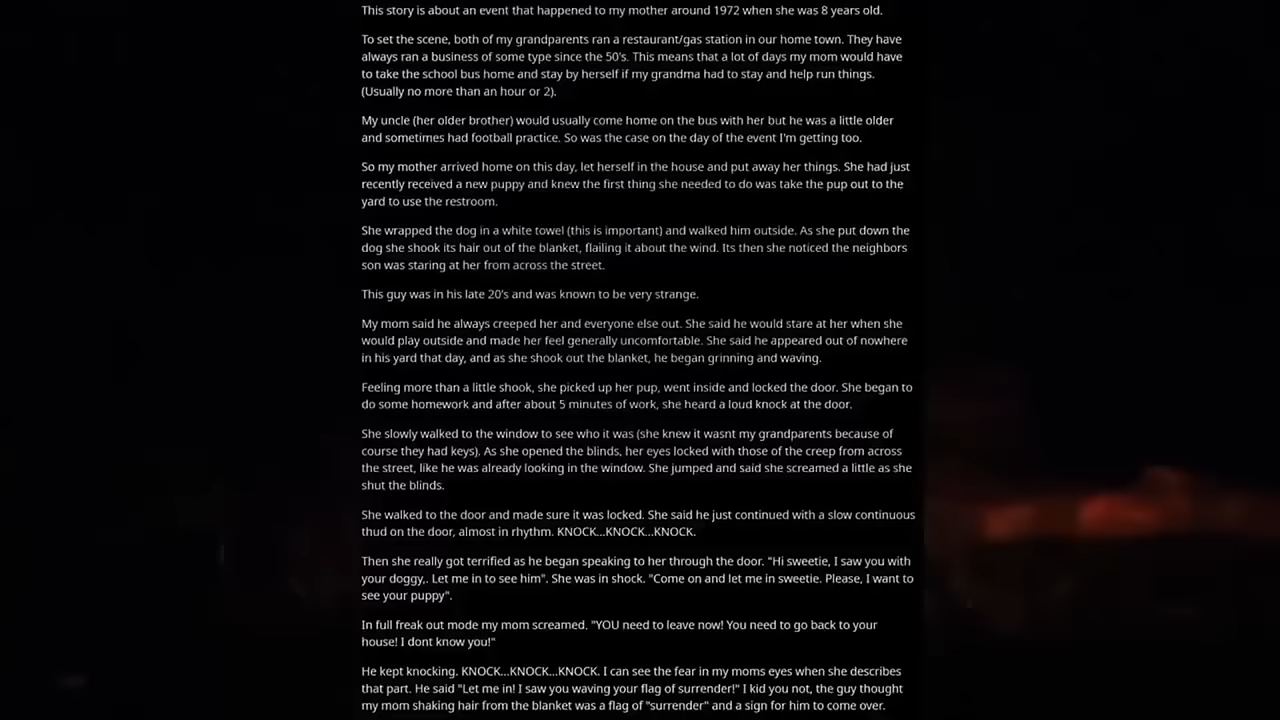 This story is about an event that happened to my mother around 1972 when she was 8 years old.
To set the scene, both of my grandparents ran a restaurant/gas station in our home town. They have
always ran a business of some type since the 50's. This means that a lot of days my mom would have
to take the school bus home and stay by herself if my grandma had to stay and help run things.
(Usually no more than an hour or 2).
My uncle (her older brother) would usually come home on the bus with her but he was a little older
and sometimes had football practice. So was the case on the day of the event I'm getting too.
So my mother arrived home on this day, let herself in the house and put away her things. She had just
recently received a new puppy and knew the first thing she needed to do was take the pup out to the
yard to use the restroom.
She wrapped the dog in a white towel (this is important) and walked him outside. As she put down the
dog she shook its hair out of the blanket, flailing it about the wind. Its then she noticed the neighbors
son was staring at her from across the street.
This guy was in his late 20's and was known to be very strange.
My mom said he always creeped her and everyone else out. She said he would stare at her when she
would play outside and made her feel generally uncomfortable. She said he appeared out of nowhere
in his yard that day, and as she shook out the blanket, he began grinning and waving.
Feeling more than a little shook, she picked up her pup, went inside and locked the door. She began to
do some homework and after about 5 minutes of work, she heard a loud knock at the door.
She slowly walked to the window to see who it was (she knew it wasnt my grandparents because of
course they had keys). As she opened the blinds, her eyes locked with those of the creep from across
the street, like he was already looking in the window. She jumped and said she screamed a little as she
shut the blinds.
She walked to the door and made sure it was locked. She said he just continued with a slow continuous
thud on the door, almost in rhythm. KNOCK...KNOCK...KNOCK.
Then she really got terrified as he began speaking to her through the door. "Hi sweetie, I saw you with
your doggy,. Let me in to see him". She was in shock. "Come on and let me in sweetie. Please, I want to
see your puppy".
In full freak out mode my mom screamed. "YOU need to leave now! You need to go back to your
house! I dont know you!"
He kept knocking. KNOCK...KNOCK...KNOCK. I can see the fear in my moms eyes when she describes
that part. He said "Let me in! I saw you waving your flag of surrender!" I kid you not, the guy thought
my mom shaking hair from the blanket was a flag of "surrender" and a sign for him to come over.